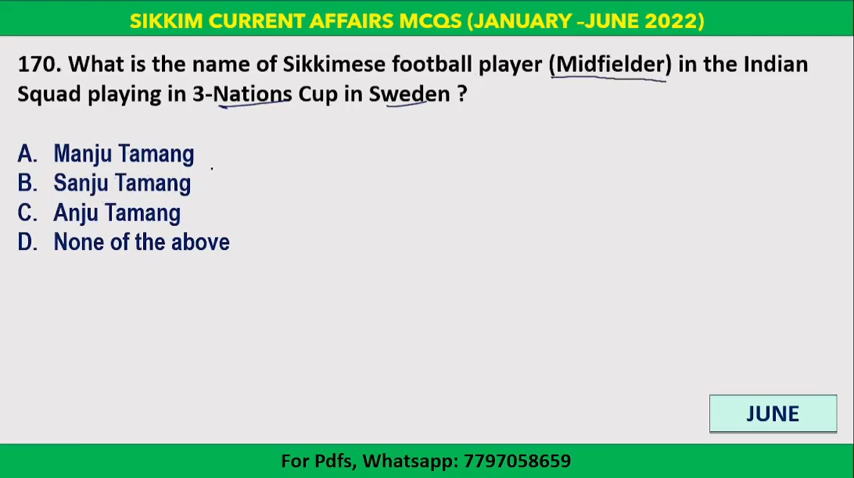 SIKKIM CURRENT AFFAIRS MCQS (JANUARY –JUNE 2022)
170. What is the name of Sikkimese football player (Midfielder) in the Indian
Squad playing in 3-Nations Cup in Sweden ?
A. Manju Tamang
B. Sanju Tamang
C. Anju Tamang
D. None of the above
JUNE
For Pdfs, Whatsapp: 7797058659